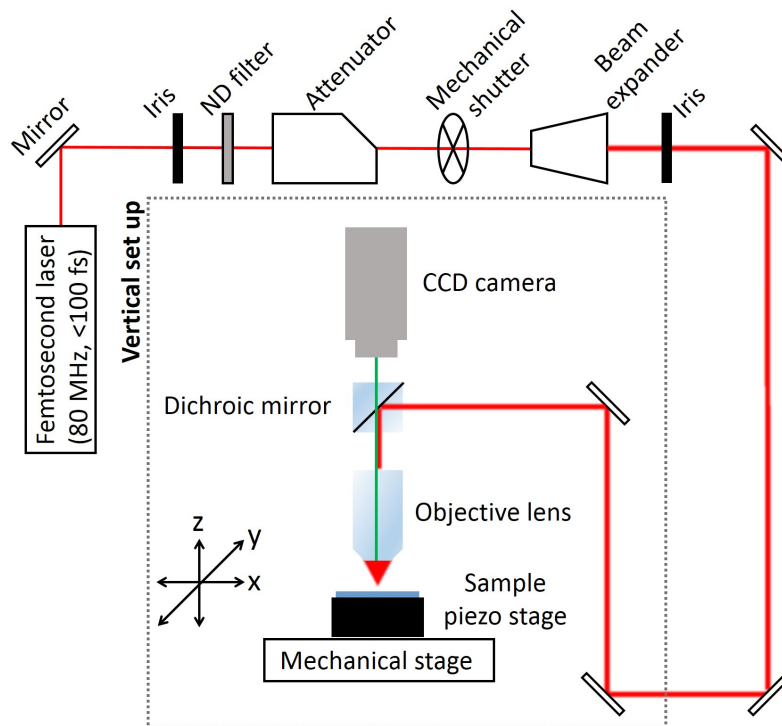 Mirror
Iris
ND filter
Attenuator
Mechanical
shutter
Beam
expander
Iris
Femtosecond laser
(80 MHz, <100 fs)
Vertical set up
CCD camera
Dichroic mirror
Objective lens
z
y
x
Sample
piezo stage
Mechanical stage